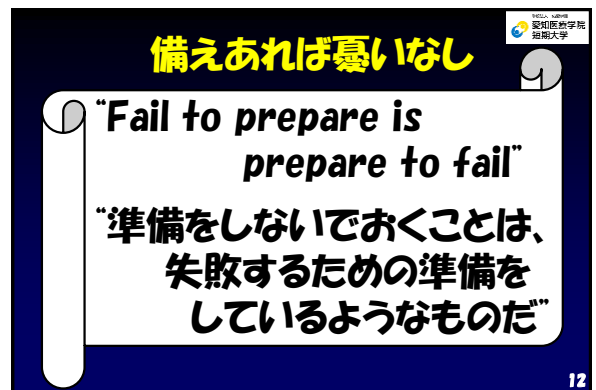 愛知医療学院
短期大学
備えあれば憂いなし
“Fail to prepare is
prepare to fail”
“準備をしないでおくことは、
失敗するための準備を
しているようなものだ”
12